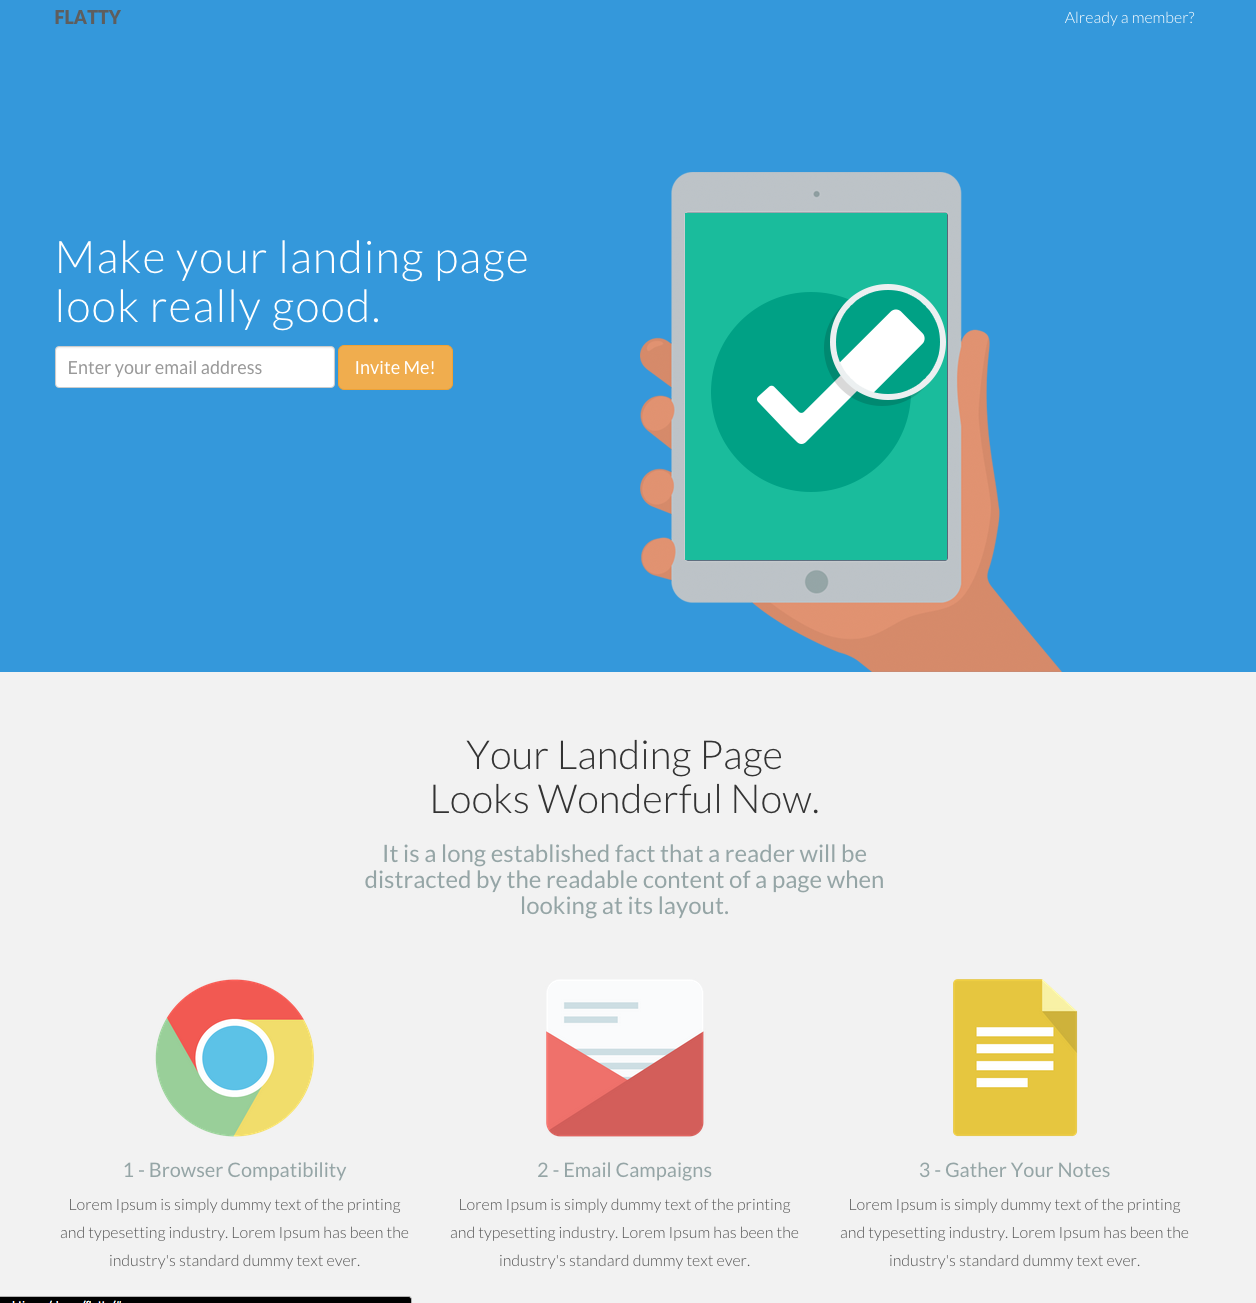 FLATTY
Already a member?
Make your landing page
look really good.
Enter your email address
Invite Me!
Your Landing Page
Looks Wonderful Now.
It is a long established fact that a reader will be
distracted by the readable content of a page when
looking at its layout.
1 - Browser Compatibility
Lorem Ipsum is simply dummy text of the printing
and typesetting industry. Lorem Ipsum has been the
industry's standard dummy text ever.
2 - Email Campaigns
Lorem Ipsum is simply dummy text of the printing
and typesetting industry. Lorem Ipsum has been the
industry's standard dummy text ever.
3 - Gather Your Notes
Lorem Ipsum is simply dummy text of the printing
and typesetting industry. Lorem Ipsum has been the
industry's standard dummy text ever.